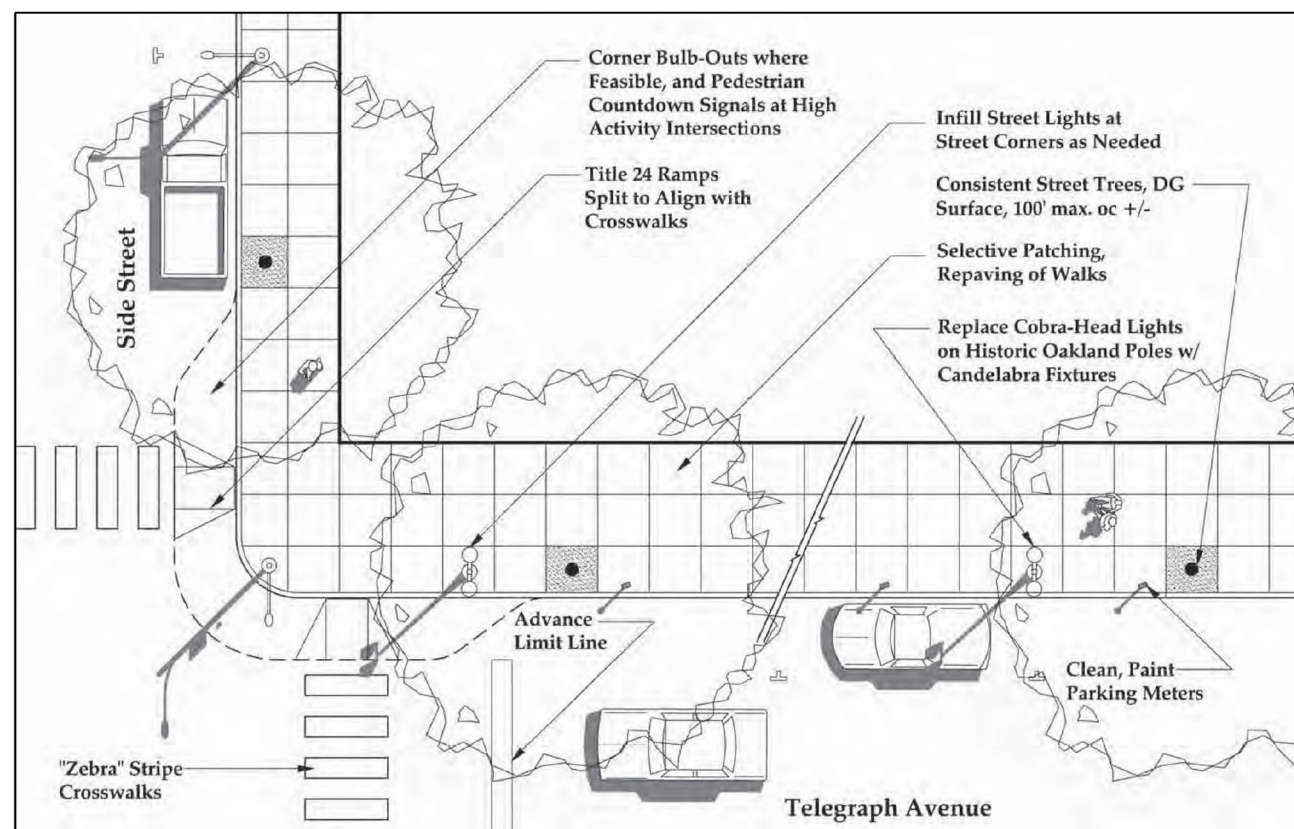 Corner Bulb-Outs where
Feasible, and Pedestrian
Countdown Signals at High
Activity Intersections
Title 24 Ramps
Split to Align with
Crosswalks
Infill Street Lights at
Street Corners as Needed
Consistent Street Trees, DG
Surface, 100' max. oc +/-
Selective Patching,
Repaving of Walks
Replace Cobra-Head Lights
on Historic Oakland Poles w/
Candelabra Fixtures
Side Street
Advance
Limit Line
Clean, Paint
Parking Meters
"Zebra" Stripe
Crosswalks
Telegraph Avenue